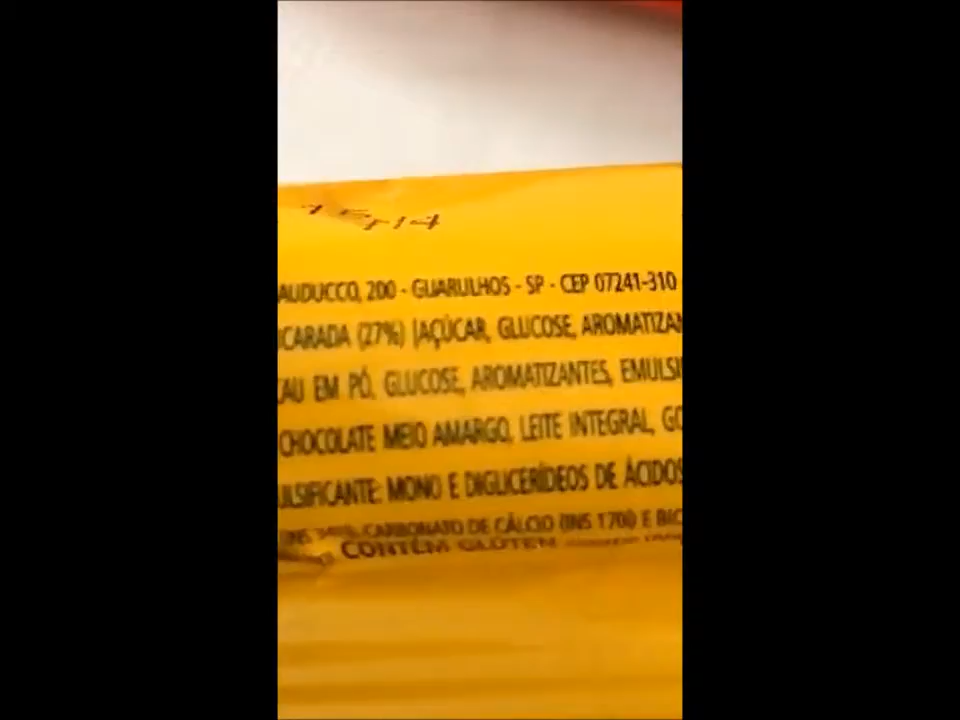 AUDUCCO, 200 - GUARULHOS - SP - CEP 07241-310
CARADA (27%) [AÇÚCAR, GLUCOSE, AROMATIZAN
AU EM PÓ, GLUCOSE, AROMATIZANTES, EMULSI
CHOCOLATE MEIO AMARGO, LEITE INTEGRAL, GO
ULSIFICANTE: MONO E DIGLICERÍDEOS DE ÁCIDOS
CARBONATO DE CÁLCIO (INS 170i) E BIC
CONTÉM GLÚTEN